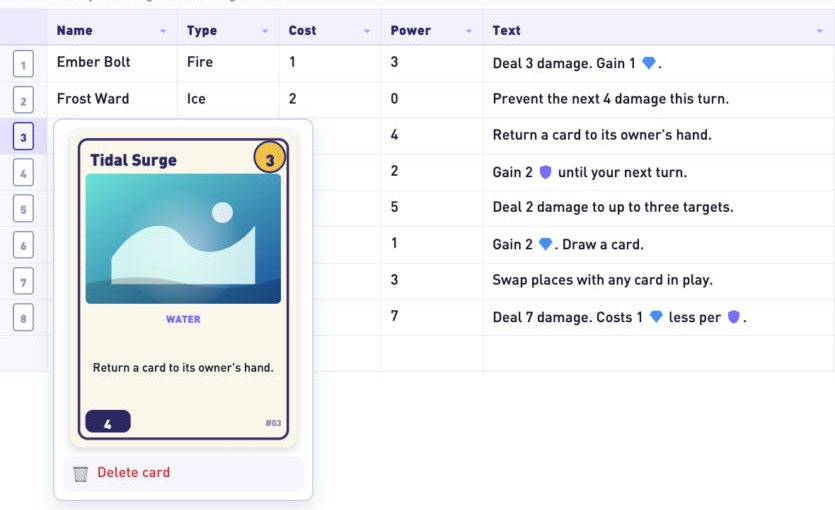 Name Type Cost Power Text
1 Ember Bolt Fire 1 3 Deal 3 damage. Gain 1 .
2 Frost Ward Ice 2 0 Prevent the next 4 damage this turn.
3 4 Return a card to its owner's hand.
4 2 Gain 2 until your next turn.
5 5 Deal 2 damage to up to three targets.
6 1 Gain 2 . Draw a card.
7 3 Swap places with any card in play.
8 7 Deal 7 damage. Costs 1 less per .
Tidal Surge 3
WATER
Return a card to its owner's hand.
4 #03
Delete card